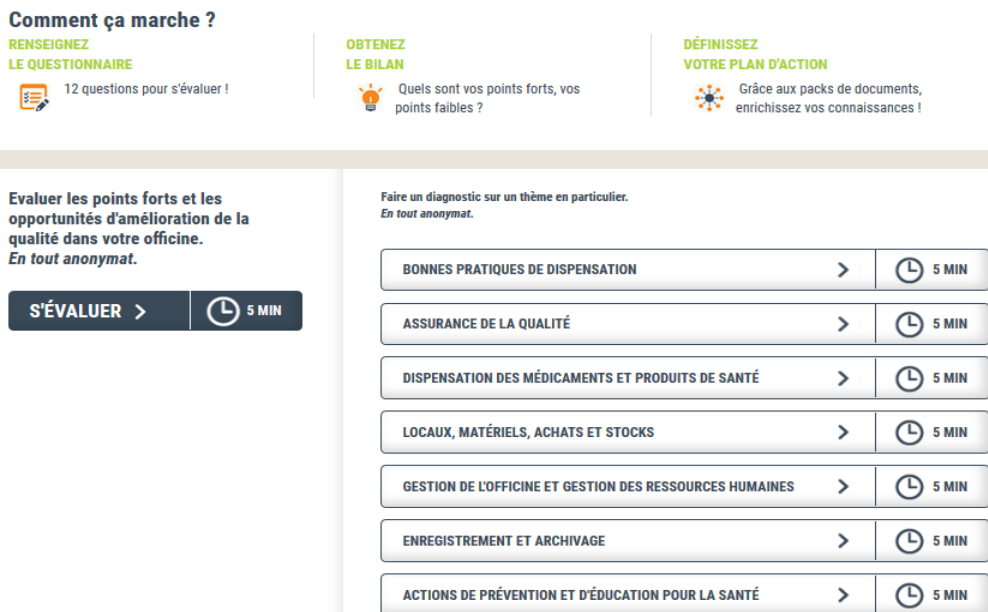 Comment ça marche ?
RENSEIGNEZ
LE QUESTIONNAIRE
12 questions pour s'évaluer !
OBTENEZ
LE BILAN
Quels sont vos points forts, vos
points faibles ?
DÉFINISSEZ
VOTRE PLAN D'ACTION
Grâce aux packs de documents,
enrichissez vos connaissances !
Evaluer les points forts et les
opportunités d'amélioration de la
qualité dans votre officine.
En tout anonymat.
S'ÉVALUER > 5 MIN
Faire un diagnostic sur un thème en particulier.
En tout anonymat.
BONNES PRATIQUES DE DISPENSATION > 5 MIN
ASSURANCE DE LA QUALITÉ > 5 MIN
DISPENSATION DES MÉDICAMENTS ET PRODUITS DE SANTÉ > 5 MIN
LOCAUX, MATÉRIELS, ACHATS ET STOCKS > 5 MIN
GESTION DE L'OFFICINE ET GESTION DES RESSOURCES HUMAINES > 5 MIN
ENREGISTREMENT ET ARCHIVAGE > 5 MIN
ACTIONS DE PRÉVENTION ET D'ÉDUCATION POUR LA SANTÉ > 5 MIN